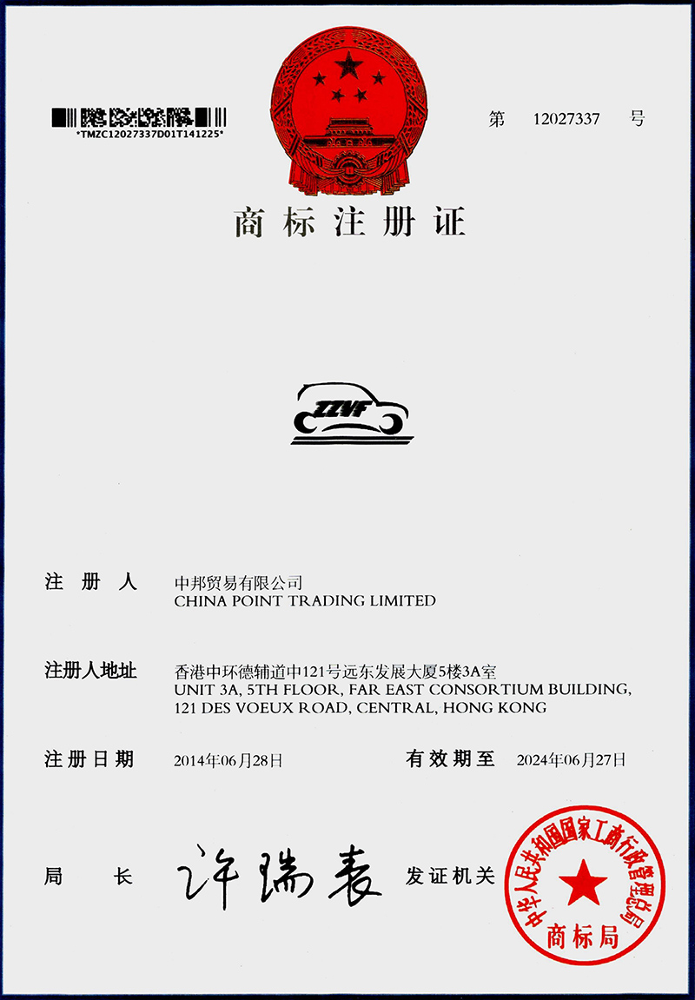 *TMZC12027337D01T141225*
第 12027337 号
商标注册证
ZZVF
注册人 中邦贸易有限公司
CHINA POINT TRADING LIMITED
注册人地址 香港中环德辅道中121号远东发展大厦5楼3A室
UNIT 3A, 5TH FLOOR, FAR EAST CONSORTIUM BUILDING,
121 DES VOEUX ROAD, CENTRAL, HONG KONG
注册日期 2014年06月28日 有效期至 2024年06月27日
局长 许瑞表 发证机关
中华人民共和国国家工商行政管理总局
商标局